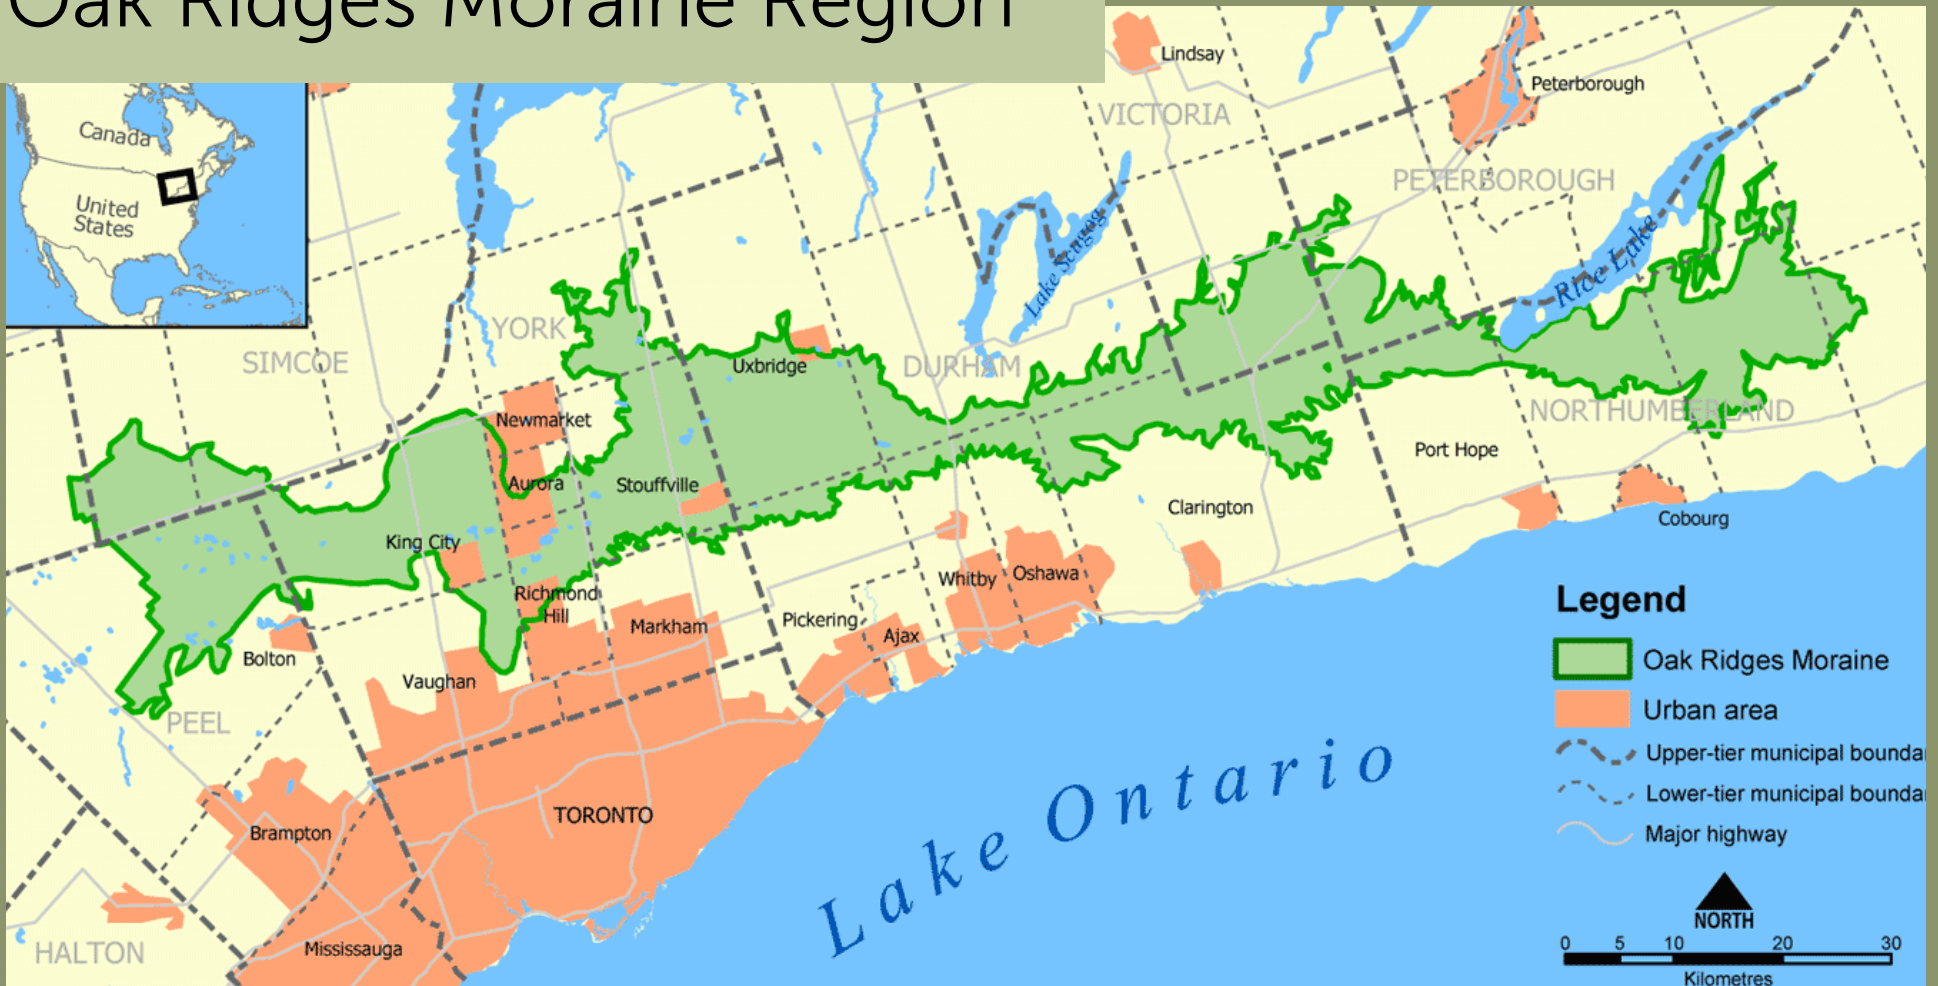 Oak Ridges Moraine Region
Canada
United
States
Lindsay
Peterborough
VICTORIA
PETERBOROUGH
Lake Scugog
Rice Lake
YORK
SIMCOE
Uxbridge
DURHAM
NORTHUMBERLAND
Newmarket
Port Hope
Aurora
Stouffville
Clarington
Cobourg
King City
Whitby
Oshawa
Richmond
Hill
Markham
Pickering
Ajax
Bolton
Vaughan
PEEL
TORONTO
Brampton
Mississauga
HALTON
Lake Ontario
Legend
Oak Ridges Moraine
Urban area
Upper-tier municipal bounda
Lower-tier municipal bounda
Major highway
NORTH
0 5 10 20 30
Kilometres